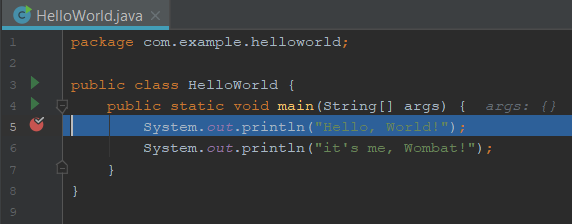 HelloWorld.java
1 package com.example.helloworld;
2
3 public class HelloWorld {
4 public static void main(String[] args) { args: {}
5 System.out.println("Hello, World!");
6 System.out.println("it's me, Wombat!");
7 }
8 }
9